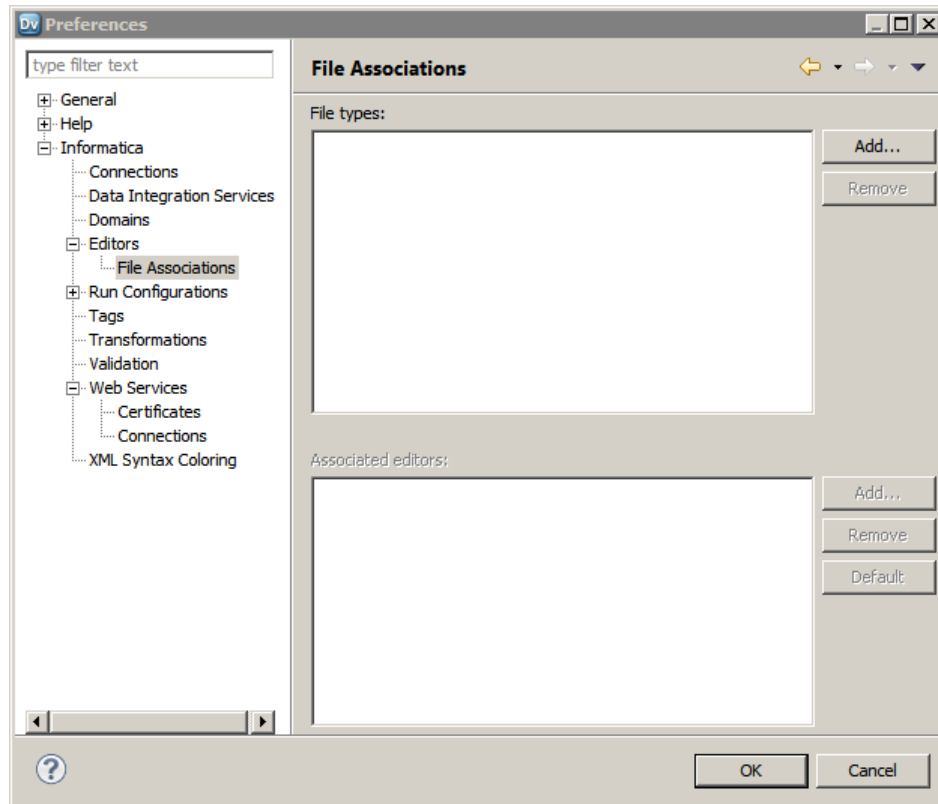 Dv Preferences
type filter text
General
Help
Informatica
Connections
Data Integration Services
Domains
Editors
File Associations
Run Configurations
Tags
Transformations
Validation
Web Services
Certificates
Connections
XML Syntax Coloring
File Associations
File types:
Add...
Remove
Associated editors:
Add...
Remove
Default
?
OK Cancel